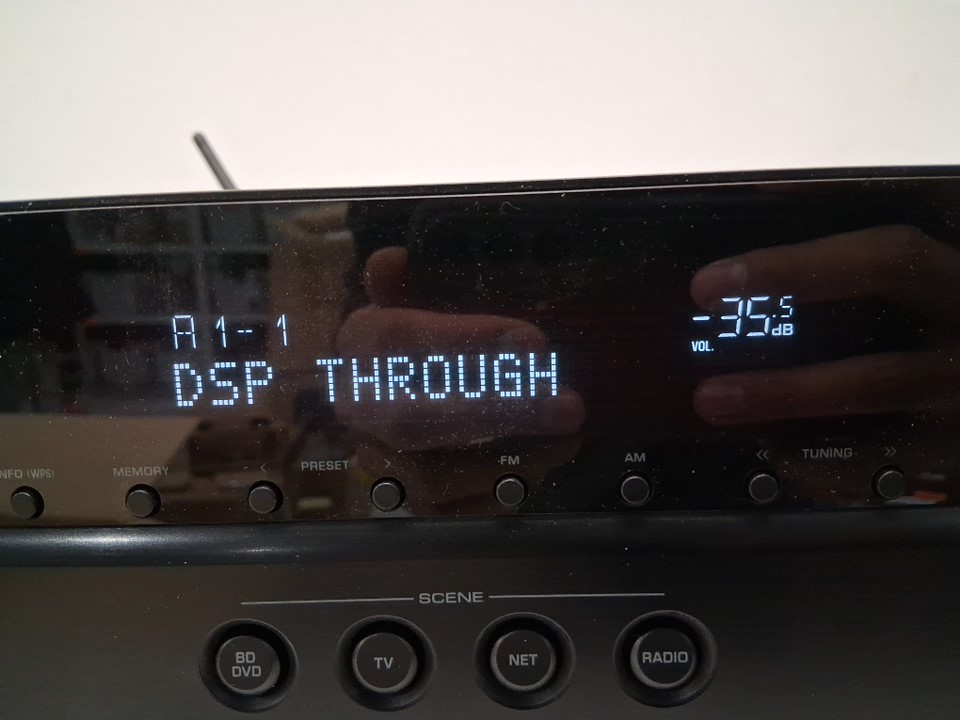 A1-1
-35.5 dB
VOL.
DSP THROUGH
INFO (WPS)
MEMORY
< PRESET >
FM
AM
<< TUNING >>
SCENE
BD DVD
TV
NET
RADIO